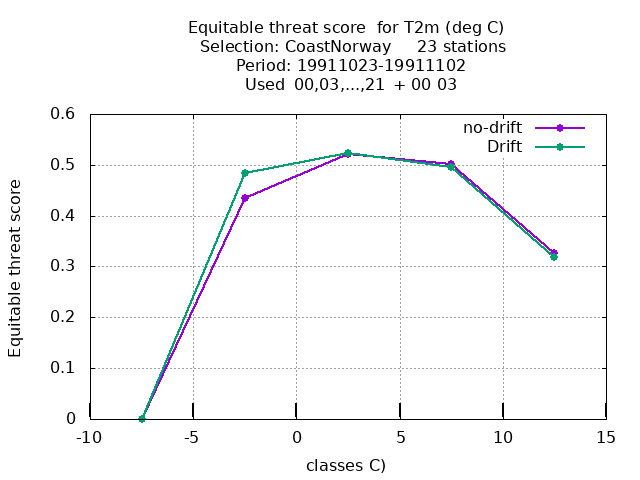 Equitable threat score  for T2m (deg C)
Selection: CoastNorway     23 stations
Period: 19911023-19911102
Used  00,03,...,21  + 00 03
no-drift
Drift
Equitable threat score
0.6
0.5
0.4
0.3
0.2
0.1
0
-10 -5 0 5 10 15
classes C)